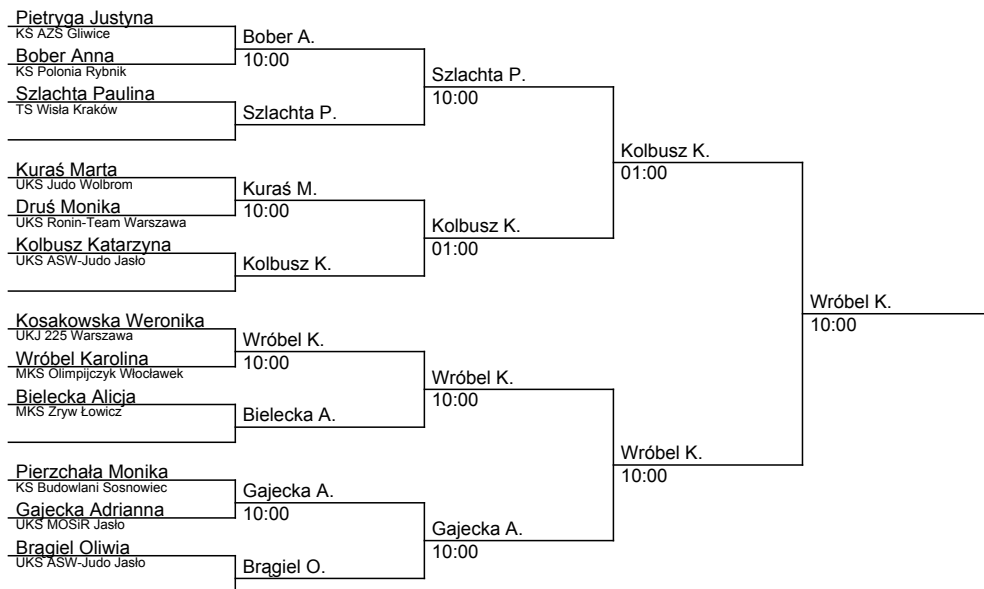 Pietryga Justyna
KS AZS Gliwice
Bober Anna
KS Polonia Rybnik
Szlachta Paulina
TS Wisła Kraków
Kuraś Marta
UKS Judo Wolbrom
Druś Monika
UKS Ronin-Team Warszawa
Kolbusz Katarzyna
UKS ASW-Judo Jasło
Kosakowska Weronika
UKJ 225 Warszawa
Wróbel Karolina
MKS Olimpijczyk Włocławek
Bielecka Alicja
MKS Zryw Łowicz
Pierzchała Monika
KS Budowlani Sosnowiec
Gajecka Adrianna
UKS MOSiR Jasło
Brągiel Oliwia
UKS ASW-Judo Jasło
Bober A.
10:00
Szlachta P.
Kuraś M.
10:00
Kolbusz K.
Wróbel K.
10:00
Bielecka A.
Gajecka A.
10:00
Brągiel O.
Szlachta P.
10:00
Kolbusz K.
01:00
Wróbel K.
10:00
Gajecka A.
10:00
Kolbusz K.
01:00
Wróbel K.
10:00
Wróbel K.
10:00